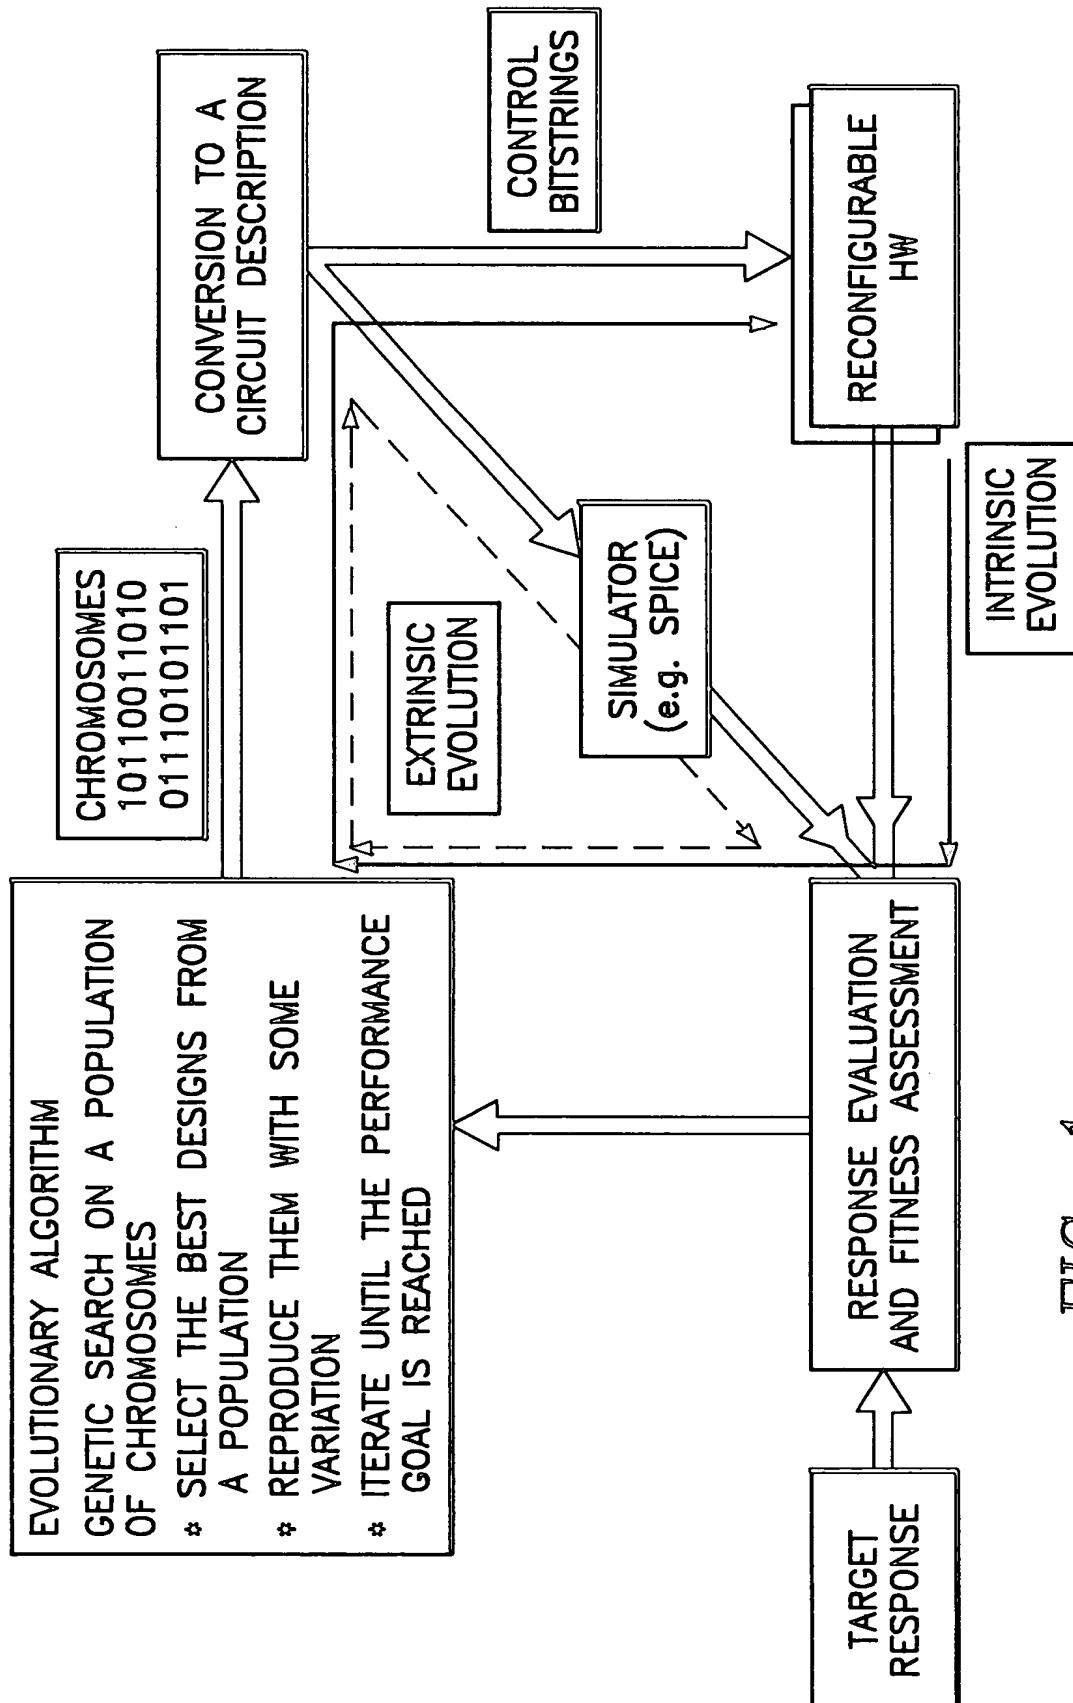 EVOLUTIONARY ALGORITHM
GENETIC SEARCH ON A POPULATION
OF CHROMOSOMES
* SELECT THE BEST DESIGNS FROM
A POPULATION
* REPRODUCE THEM WITH SOME
VARIATION
* ITERATE UNTIL THE PERFORMANCE
GOAL IS REACHED
CHROMOSOMES
10110011010
01110101101
CONVERSION TO A
CIRCUIT DESCRIPTION
CONTROL
BITSTRINGS
EXTRINSIC
EVOLUTION
SIMULATOR
(e.g. SPICE)
TARGET
RESPONSE
RESPONSE EVALUATION
AND FITNESS ASSESSMENT
RECONFIGURABLE
HW
INTRINSIC
EVOLUTION